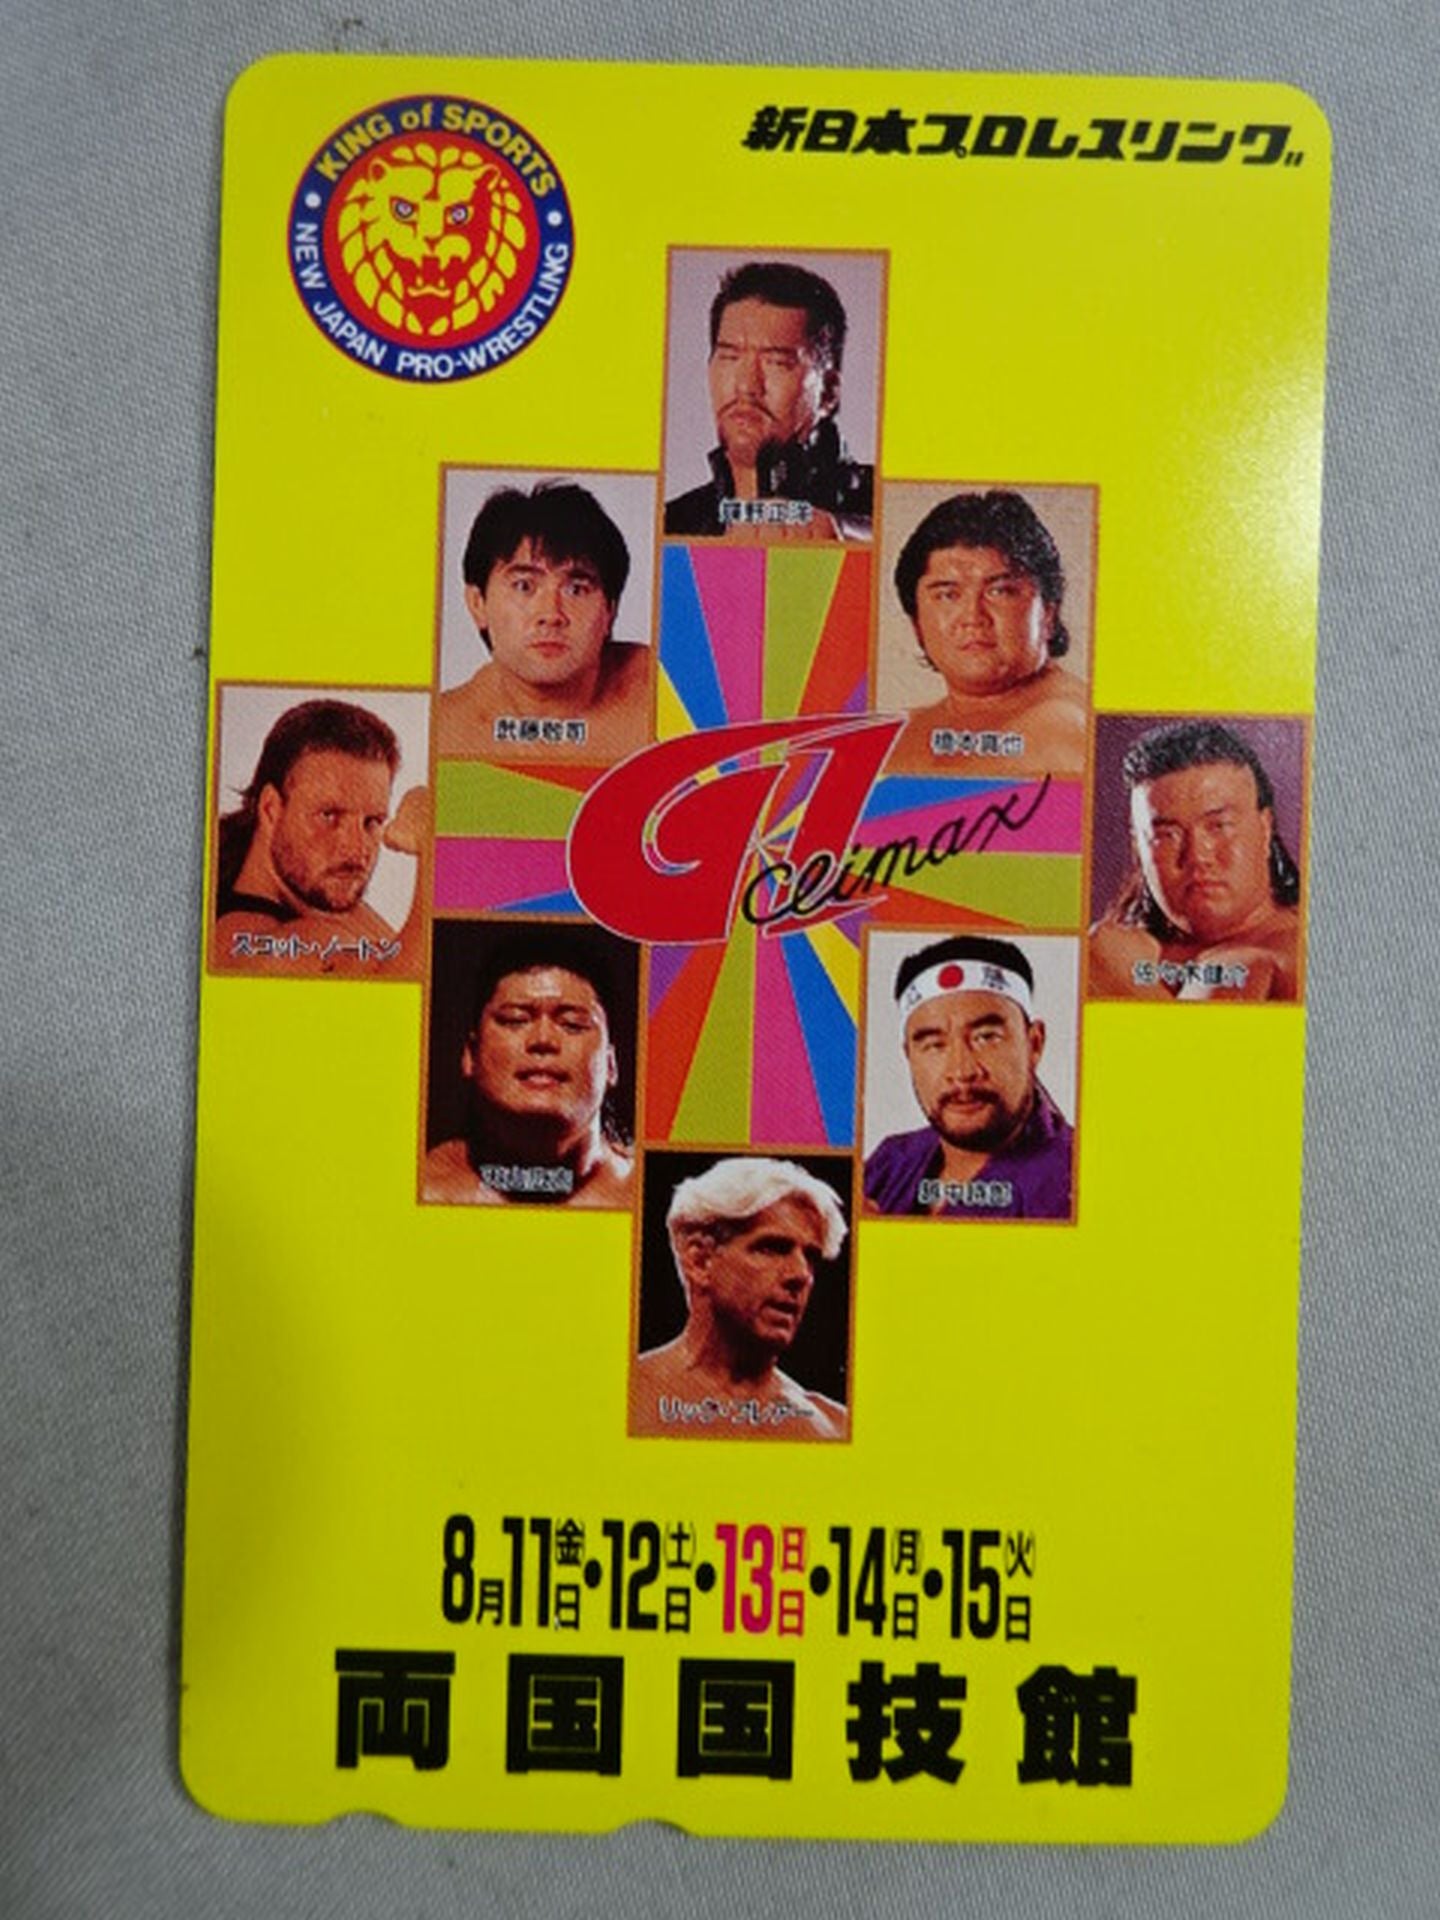 KING of SPORTS
NEW JAPAN PRO-WRESTLING
新日本プロレスリング
蝶野正洋
武藤敬司
橋本真也
G1 Climax
スコット・ノートン
佐々木健介
平田淳嗣
越中詩郎
リック・フレアー
8月11日(金)・12日(土)・13日(日)・14日(月)・15日(火)
両国国技館